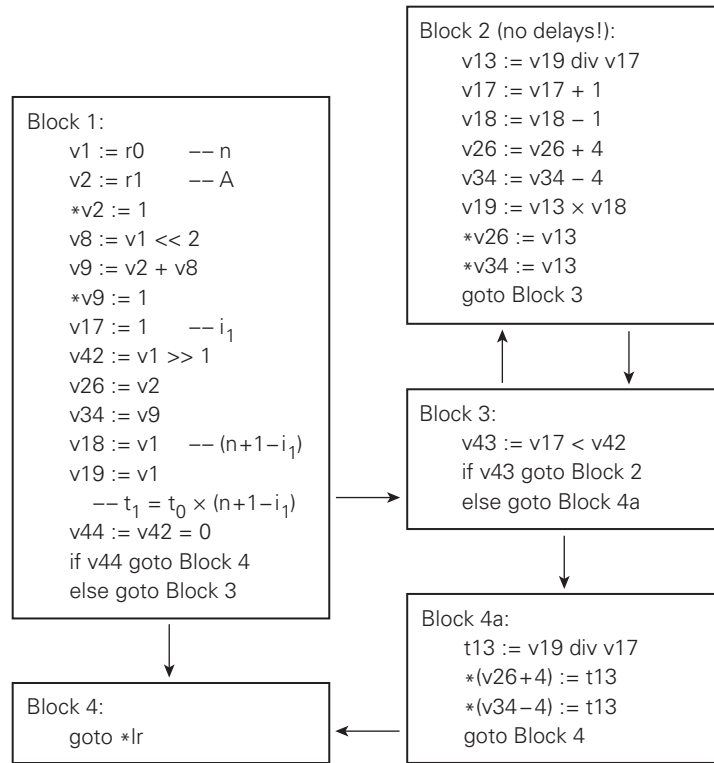 Block 1:
v1 := r0 –– n
v2 := r1 –– A
*v2 := 1
v8 := v1 << 2
v9 := v2 + v8
*v9 := 1
v17 := 1 –– i₁
v42 := v1 >> 1
v26 := v2
v34 := v9
v18 := v1 –– (n+1–i₁)
v19 := v1
–– t₁ = t₀ × (n+1–i₁)
v44 := v42 = 0
if v44 goto Block 4
else goto Block 3
Block 2 (no delays!):
v13 := v19 div v17
v17 := v17 + 1
v18 := v18 – 1
v26 := v26 + 4
v34 := v34 – 4
v19 := v13 × v18
*v26 := v13
*v34 := v13
goto Block 3
Block 3:
v43 := v17 < v42
if v43 goto Block 2
else goto Block 4a
Block 4a:
t13 := v19 div v17
*(v26+4) := t13
*(v34–4) := t13
goto Block 4
Block 4:
goto *lr